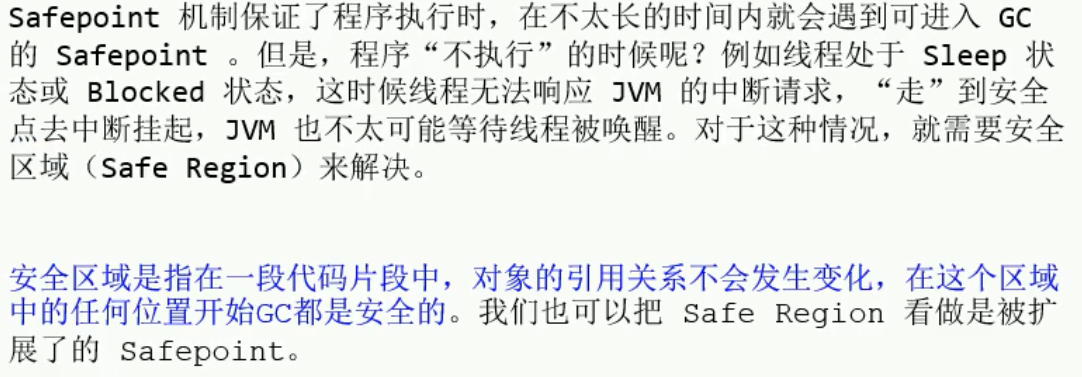 Safepoint 机制保证了程序执行时，在不太长的时间内就会遇到可进入 GC
的 Safepoint 。但是，程序“不执行”的时候呢？例如线程处于 Sleep 状
态或 Blocked 状态，这时候线程无法响应 JVM 的中断请求，“走”到安全
点去中断挂起，JVM 也不太可能等待线程被唤醒。对于这种情况，就需要安全
区域（Safe Region）来解决。
安全区域是指在一段代码片段中，对象的引用关系不会发生变化，在这个区域
中的任何位置开始GC都是安全的。我们也可以把 Safe Region 看做是被扩
展了的 Safepoint。